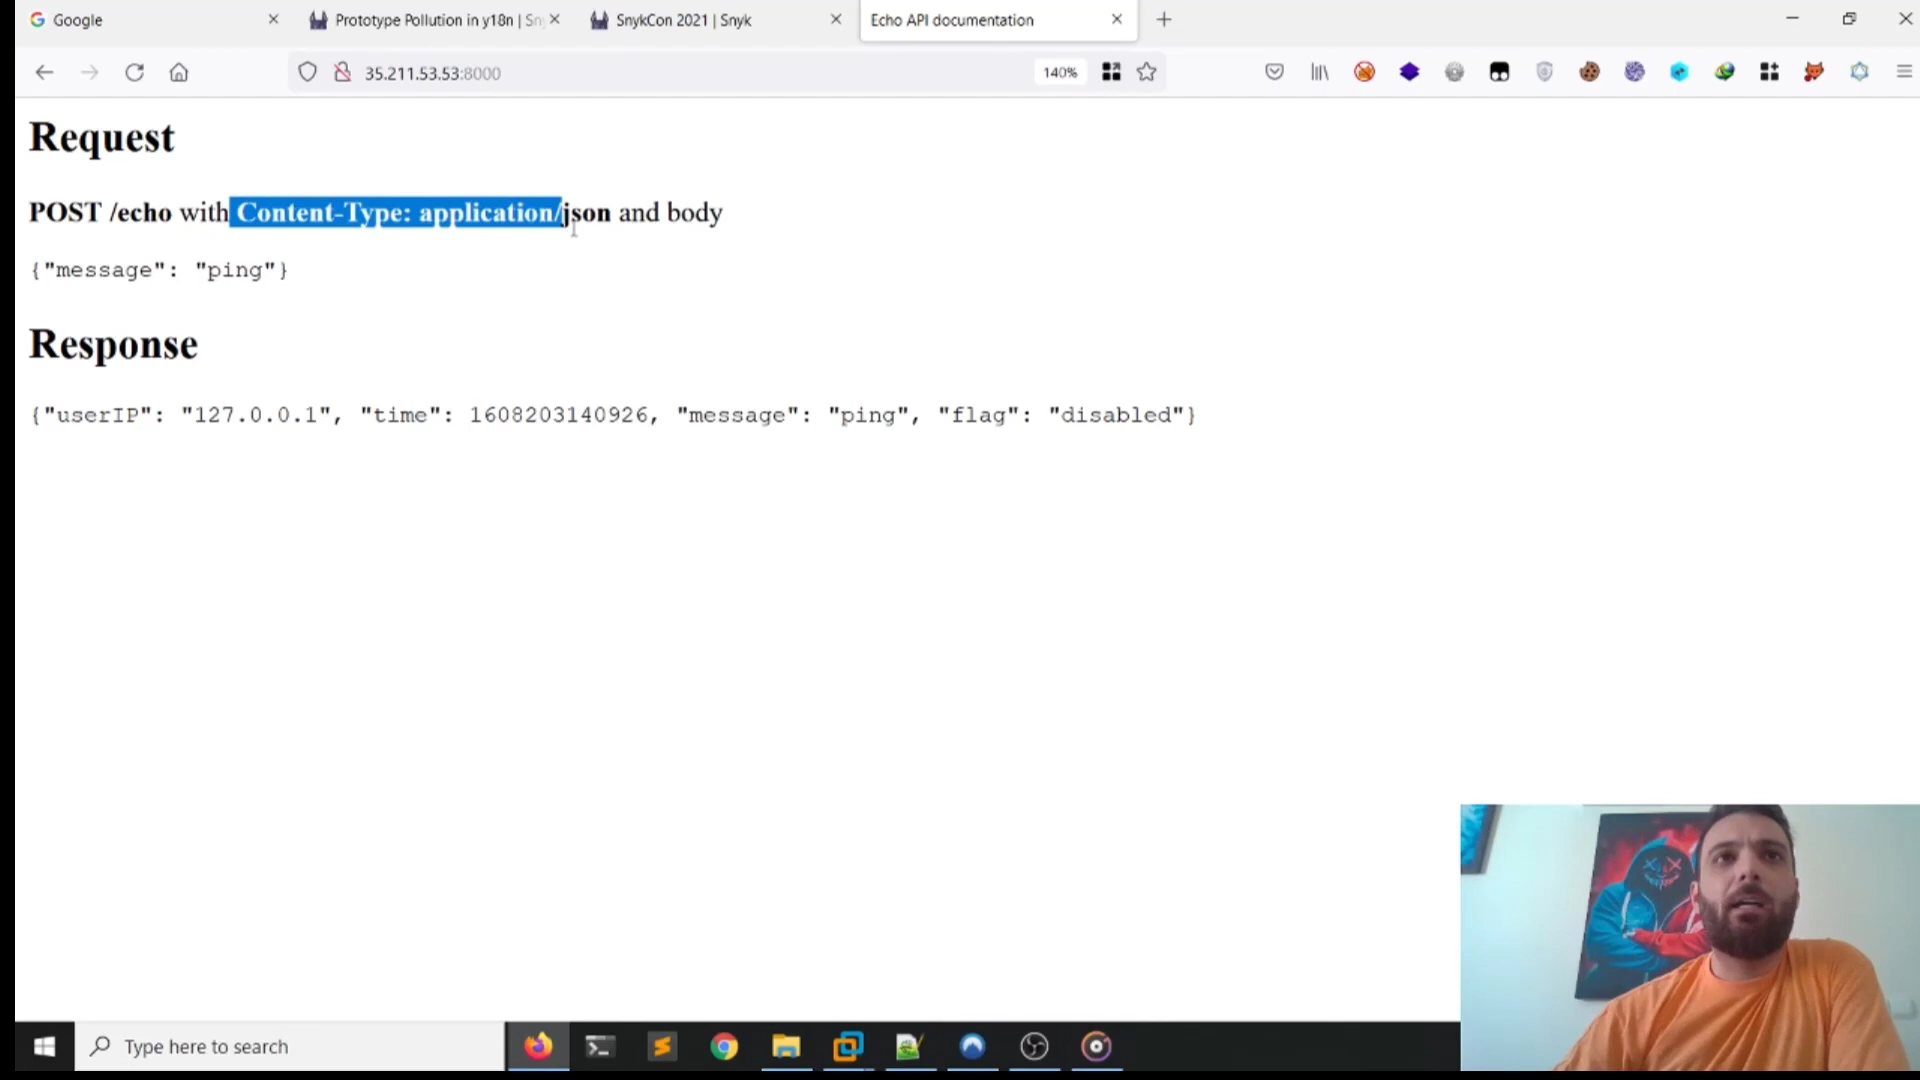 Google
Prototype Pollution in y18n | Sn
SnykCon 2021 | Snyk
Echo API documentation
35.211.53.53:8000
140%
Request
POST /echo with Content-Type: application/json and body
{"message": "ping"}
Response
{"userIP": "127.0.0.1", "time": 1608203140926, "message": "ping", "flag": "disabled"}
Type here to search